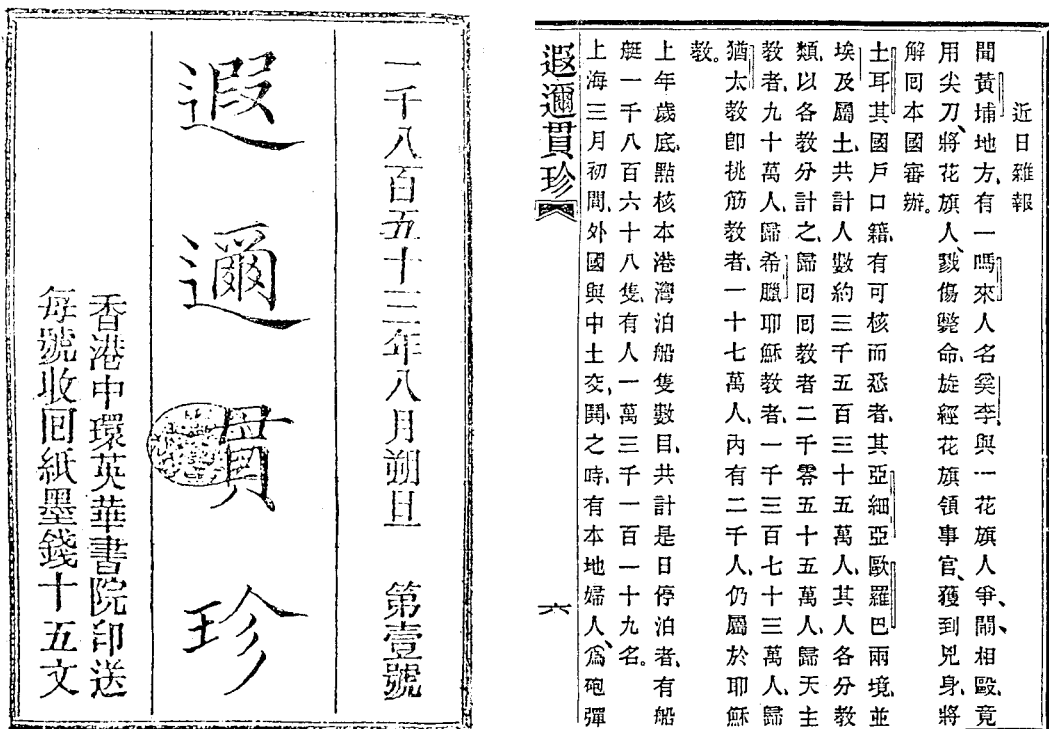 一千八百五十三年八月朔旦 第壹號
遐邇貫珍
香港中環英華書院印送
每號收回紙墨錢十五文
近日雜報
聞黃埔地方、有一嗎來人名奚李、與一花旗人爭鬧、相毆、竟
用尖刀、將花旗人、戮傷斃命、旋經花旗領事官、獲到兇身、將
解回本國審辦。
土耳其國戶口籍、有可核而悉者、其亞細亞歐羅巴兩境、並
埃及屬土、共計人數約三千五百三十五萬人、其人各分教
類、以各教分計之、歸回回教者二千零五十五萬人、歸天主
教者、九十萬人、歸希臘耶穌教者、一千三百七十三萬人、歸
猶太教卽挑筋教者、一十七萬人、內有二千人、仍屬於耶穌
教。
上年歲底、點核本港灣泊船隻數目、共計是日停泊者、有船
艇一千八百六十八隻、有人一萬三千一百一十九名。
上海三月初間、外國與中土交鬩之時、有本地婦人、爲砲彈
遐邇貫珍 六